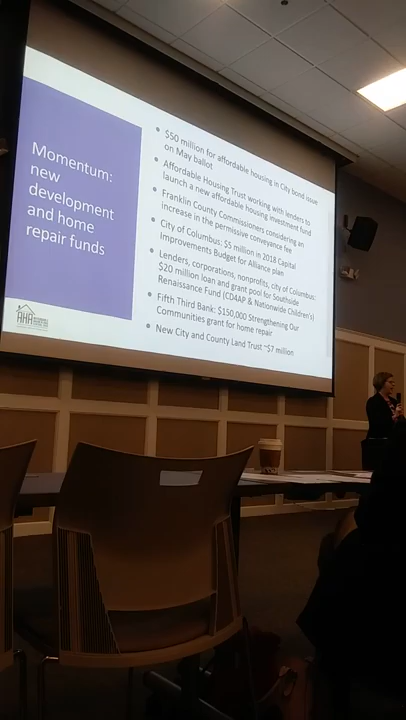 Momentum:
new
development
and home
repair funds
• $50 million for affordable housing in City bond issue
on May ballot
• Affordable Housing Trust working with lenders to
launch a new affordable housing investment fund
• Franklin County Commissioners considering an
increase in the permissive conveyance fee
• City of Columbus: $5 million in 2018 Capital
Improvements Budget for Alliance plan
• Lenders, corporations, nonprofits, city of Columbus:
$20 million loan and grant pool for Southside
Renaissance Fund (CD4AP & Nationwide Children's)
• Fifth Third Bank: $150,000 Strengthening Our
Communities grant for home repair
• New City and County Land Trust ~$7 million